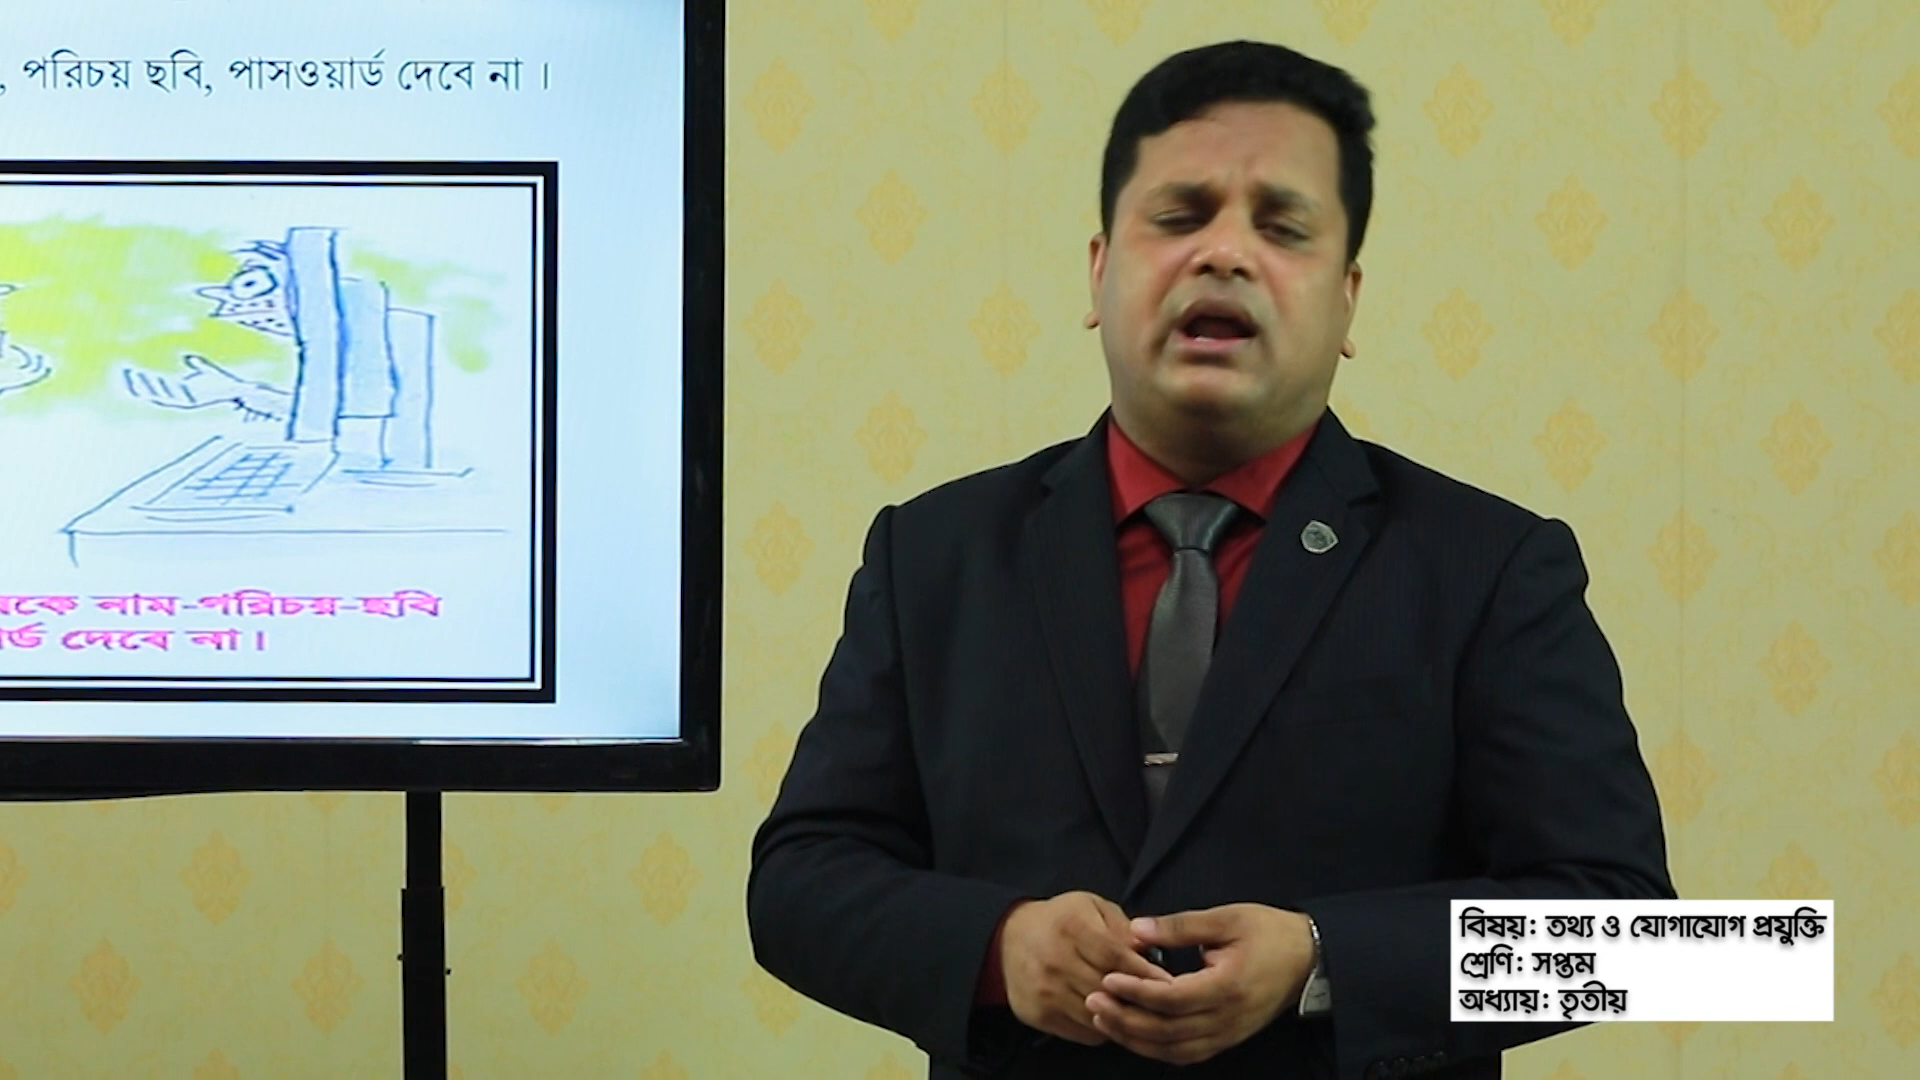 , পরিচয় ছবি, পাসওয়ার্ড দেবে না ।
নাম-পরিচয়-ছবি
দেবে না ।
বিষয়: তথ্য ও যোগাযোগ প্রযুক্তি
শ্রেণি: সপ্তম
অধ্যায়: তৃতীয়